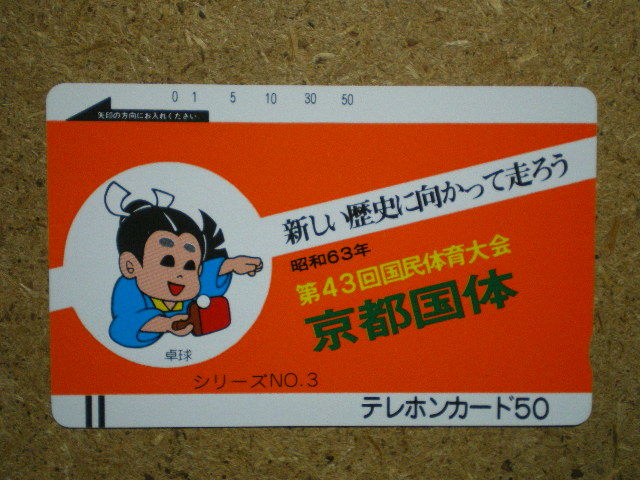 0 1 5 10 30 50
矢印の方向にお入れください
新しい歴史に向かって走ろう
昭和63年
第43回国民体育大会
京都国体
卓球
シリーズNO.3
テレホンカード50